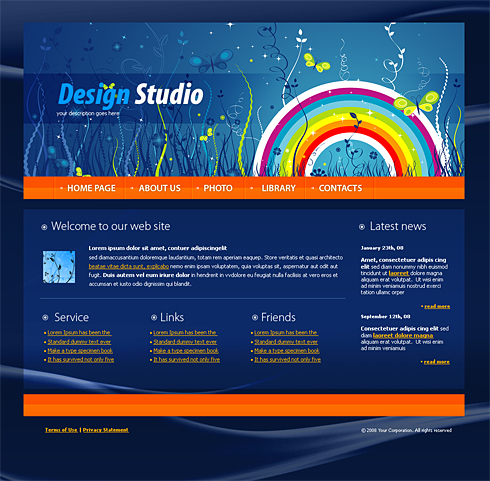 Design Studio
your description goes here
HOME PAGE
ABOUT US
PHOTO
LIBRARY
CONTACTS
Welcome to our web site
Lorem ipsum dolor sit amet, contuer adipiscingelit
sed diamaccusantium doloremque laudantium, totam rem aperiam eaquep. Store veritatis et quasi architecto
beatae vitae dicta sunt, explicabo nemo enim ipsum voluptatem, quia voluptas sit, aspernatur aut odit aut
fugit. Duis autem vel eum iriure dolor in hendrerit in vvdolore eu feugiat nulla facilisis at vero eros et
accumsan et iusto odio dignissim qui blandit.
Service
Lorem Ipsum has been the
Standard dummy text ever
Make a type specimen book
It has survived not only five
Links
Lorem Ipsum has been the
Standard dummy text ever
Make a type specimen book
It has survived not only five
Friends
Lorem Ipsum has been the
Standard dummy text ever
Make a type specimen book
It has survived not only five
Latest news
January 23th, 08
Amet, consectetuer adipis cing
elit sed diam nonummy nibh euismod
tincidunt ut laoreet dolore magna
aliquam erat volutpat. Ut wisi enim
ad minim veniamuis nostrud exerci
tation ullamc orper
read more
September 12th, 08
Consectetuer adipis cing elit sed
diam laoreet dolore magna
aliquam erat volutpat. Ut wisi enim
ad minim veniamuis
read more
Terms of Use | Privacy Statement
© 2008 Your Corporation. All rights reserved